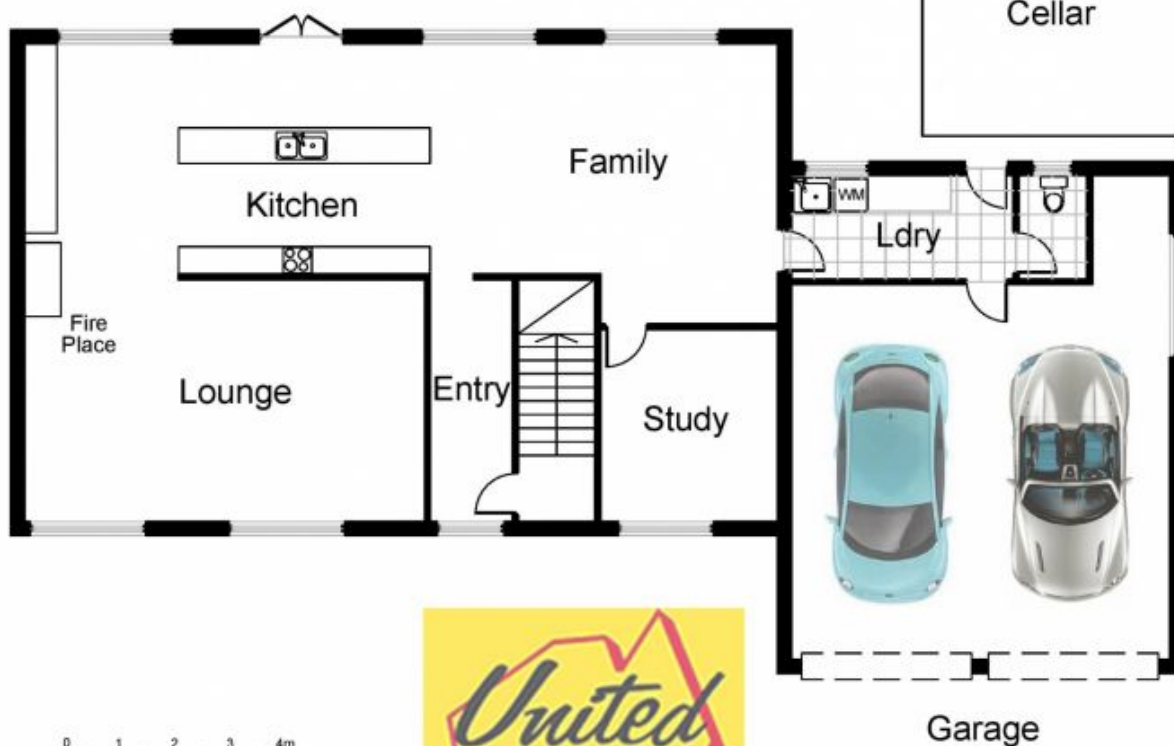 Cellar
Family
Kitchen
WM
Ldry
Fire
Place
Lounge
Entry
Study
United
Garage
0 1 2 3 4m